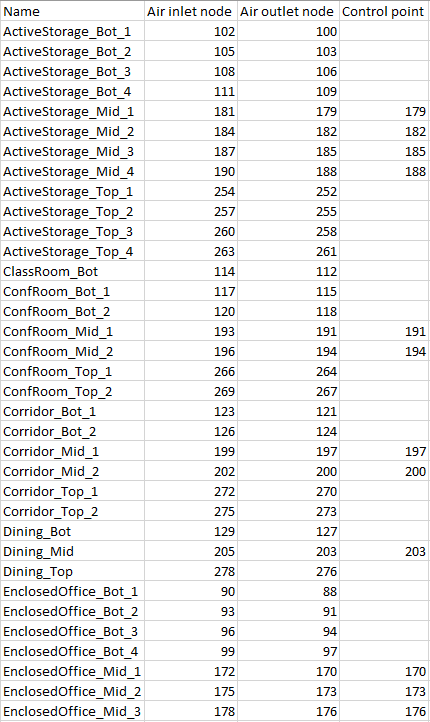 Name Air inlet node Air outlet node Control point
ActiveStorage_Bot_1 102 100
ActiveStorage_Bot_2 105 103
ActiveStorage_Bot_3 108 106
ActiveStorage_Bot_4 111 109
ActiveStorage_Mid_1 181 179 179
ActiveStorage_Mid_2 184 182 182
ActiveStorage_Mid_3 187 185 185
ActiveStorage_Mid_4 190 188 188
ActiveStorage_Top_1 254 252
ActiveStorage_Top_2 257 255
ActiveStorage_Top_3 260 258
ActiveStorage_Top_4 263 261
ClassRoom_Bot 114 112
ConfRoom_Bot_1 117 115
ConfRoom_Bot_2 120 118
ConfRoom_Mid_1 193 191 191
ConfRoom_Mid_2 196 194 194
ConfRoom_Top_1 266 264
ConfRoom_Top_2 269 267
Corridor_Bot_1 123 121
Corridor_Bot_2 126 124
Corridor_Mid_1 199 197 197
Corridor_Mid_2 202 200 200
Corridor_Top_1 272 270
Corridor_Top_2 275 273
Dining_Bot 129 127
Dining_Mid 205 203 203
Dining_Top 278 276
EnclosedOffice_Bot_1 90 88
EnclosedOffice_Bot_2 93 91
EnclosedOffice_Bot_3 96 94
EnclosedOffice_Bot_4 99 97
EnclosedOffice_Mid_1 172 170 170
EnclosedOffice_Mid_2 175 173 173
EnclosedOffice_Mid_3 178 176 176